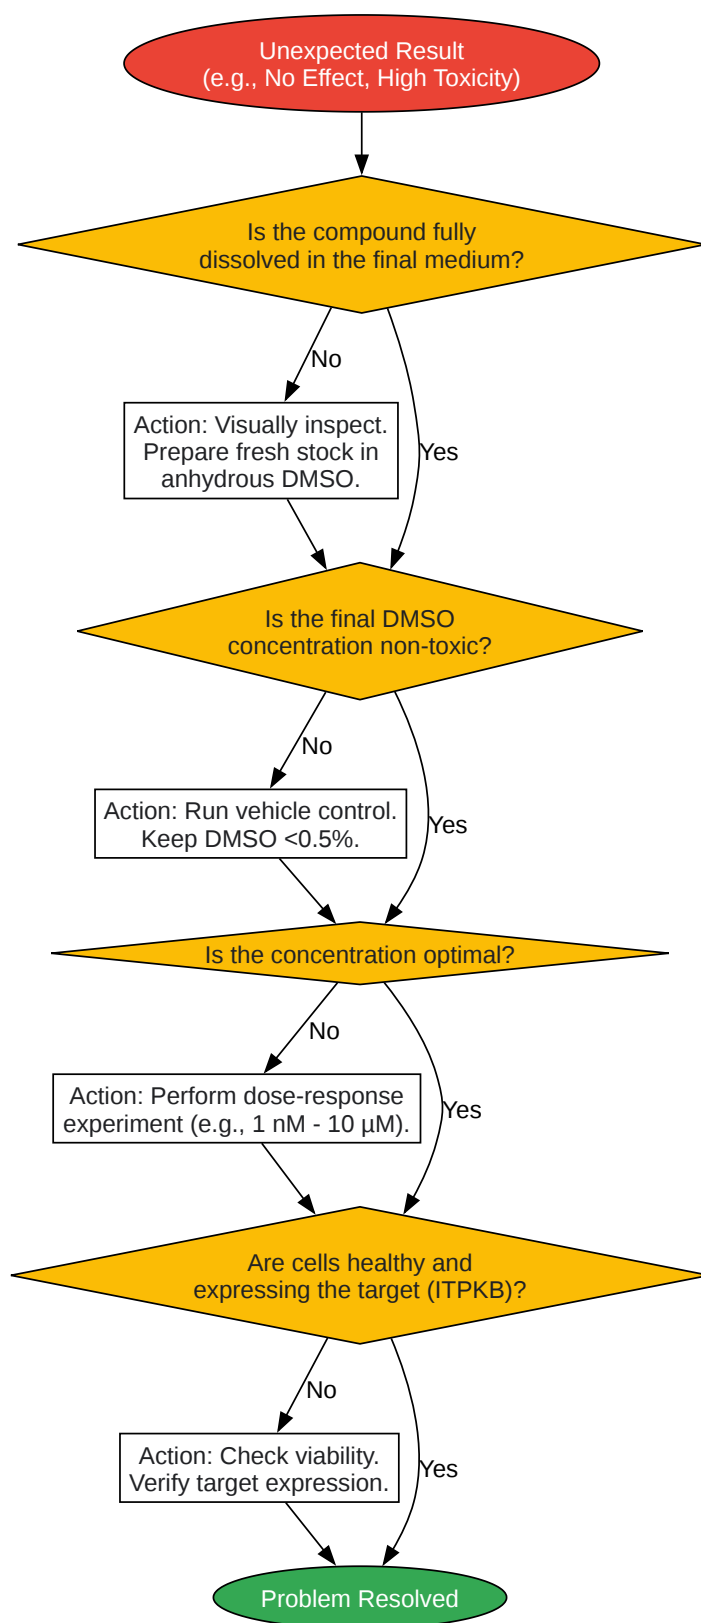 Unexpected Result
(e.g., No Effect, High Toxicity)
Is the compound fully
dissolved in the final medium?
No
Action: Visually inspect.
Prepare fresh stock in
anhydrous DMSO.
Yes
Is the final DMSO
concentration non-toxic?
No
Action: Run vehicle control.
Keep DMSO <0.5%.
Yes
Is the concentration optimal?
No
Action: Perform dose-response
experiment (e.g., 1 nM - 10 µM).
Yes
Are cells healthy and
expressing the target (ITPKB)?
No
Action: Check viability.
Verify target expression.
Yes
Problem Resolved